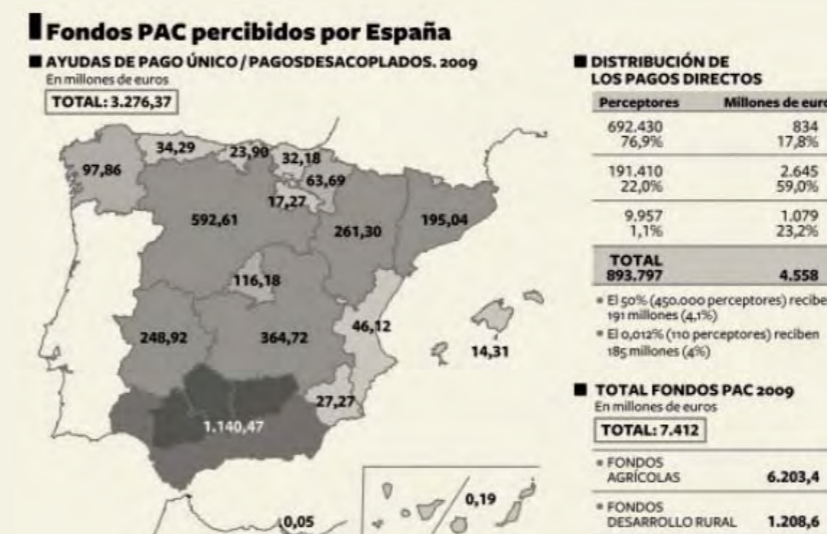 Fondos PAC percibidos por España
AYUDAS DE PAGO ÚNICO / PAGOSDESACOPLADOS. 2009
En millones de euros
TOTAL: 3.276,37
97,86
34,29
23,90
32,18
63,69
17,27
592,61
261,30
195,04
116,18
248,92
364,72
46,12
14,31
27,27
1.140,47
0,05
0,19
DISTRIBUCIÓN DE
LOS PAGOS DIRECTOS
Perceptores Millones de euro
692.430 834
76,9% 17,8%
191.410 2.645
22,0% 59,0%
9.957 1.079
1,1% 23,2%
TOTAL
893.797 4.558
El 50% (450.000 perceptores) recibe
191 millones (4,1%)
El 0,012% (110 perceptores) reciben
185 millones (4%)
TOTAL FONDOS PAC 2009
En millones de euros
TOTAL: 7.412
FONDOS
AGRÍCOLAS 6.203,4
FONDOS
DESARROLLO RURAL 1.208,6